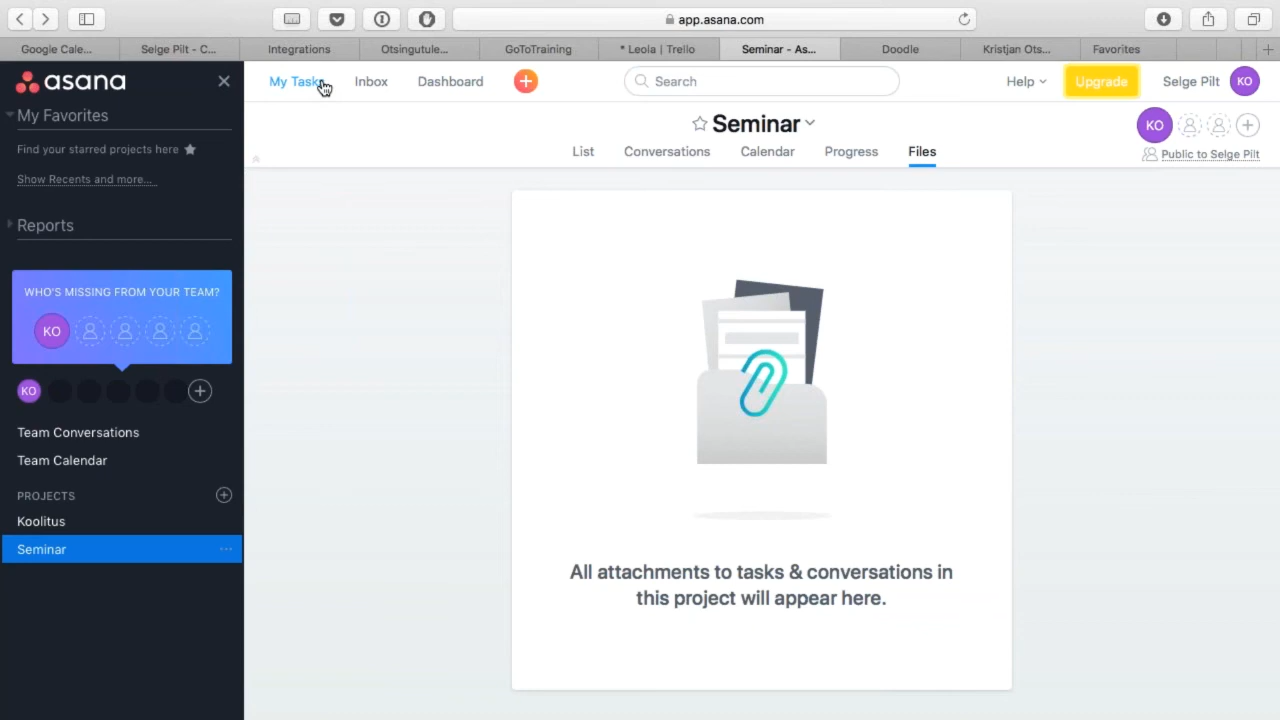 app.asana.com
Google Cale...
Selge Pilt - C...
Integrations
Otsingutule...
GoToTraining
* Leola | Trello
Seminar - As...
Doodle
Kristjan Ots...
Favorites
asana
My Tasks
Inbox
Dashboard
Search
Help
Upgrade
Selge Pilt
KO
My Favorites
Find your starred projects here
Show Recents and more...
Reports
Seminar
List
Conversations
Calendar
Progress
Files
KO
Public to Selge Pilt
WHO'S MISSING FROM YOUR TEAM?
KO
KO
Team Conversations
Team Calendar
PROJECTS
Koolitus
Seminar
All attachments to tasks & conversations in
this project will appear here.